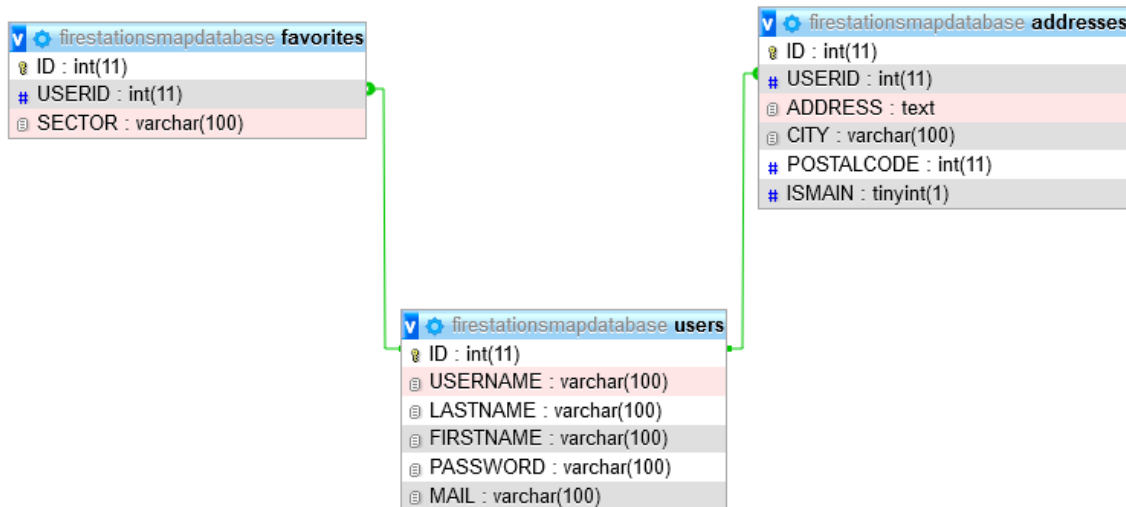 v firestationsmapdatabase favorites
ID : int(11)
# USERID : int(11)
SECTOR : varchar(100)
v firestationsmapdatabase addresses
ID : int(11)
# USERID : int(11)
ADDRESS : text
CITY : varchar(100)
# POSTALCODE : int(11)
# ISMAIN : tinyint(1)
v firestationsmapdatabase users
ID : int(11)
USERNAME : varchar(100)
LASTNAME : varchar(100)
FIRSTNAME : varchar(100)
PASSWORD : varchar(100)
MAIL : varchar(100)